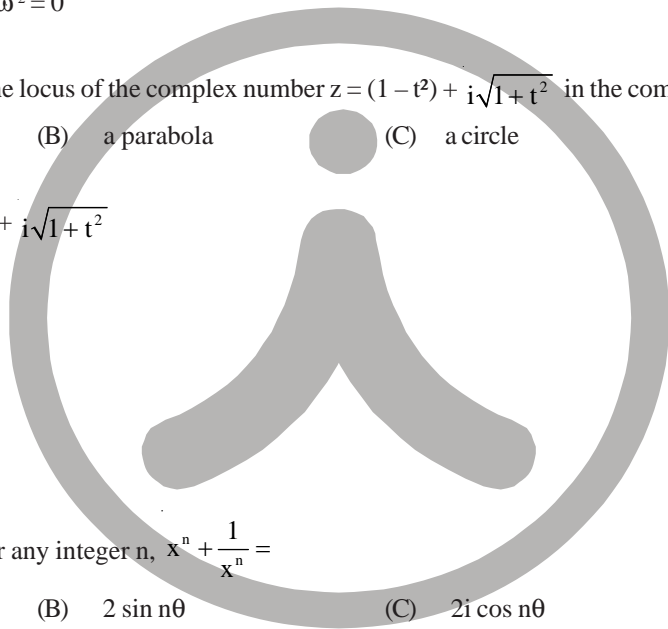 ω² = 0
e locus of the complex number z = (1 – t²) + i√1 + t² in the com
(B) a parabola (C) a circle
+ i√1 + t²
r any integer n, xⁿ + 1/xⁿ =
(B) 2 sin nθ (C) 2i cos nθ